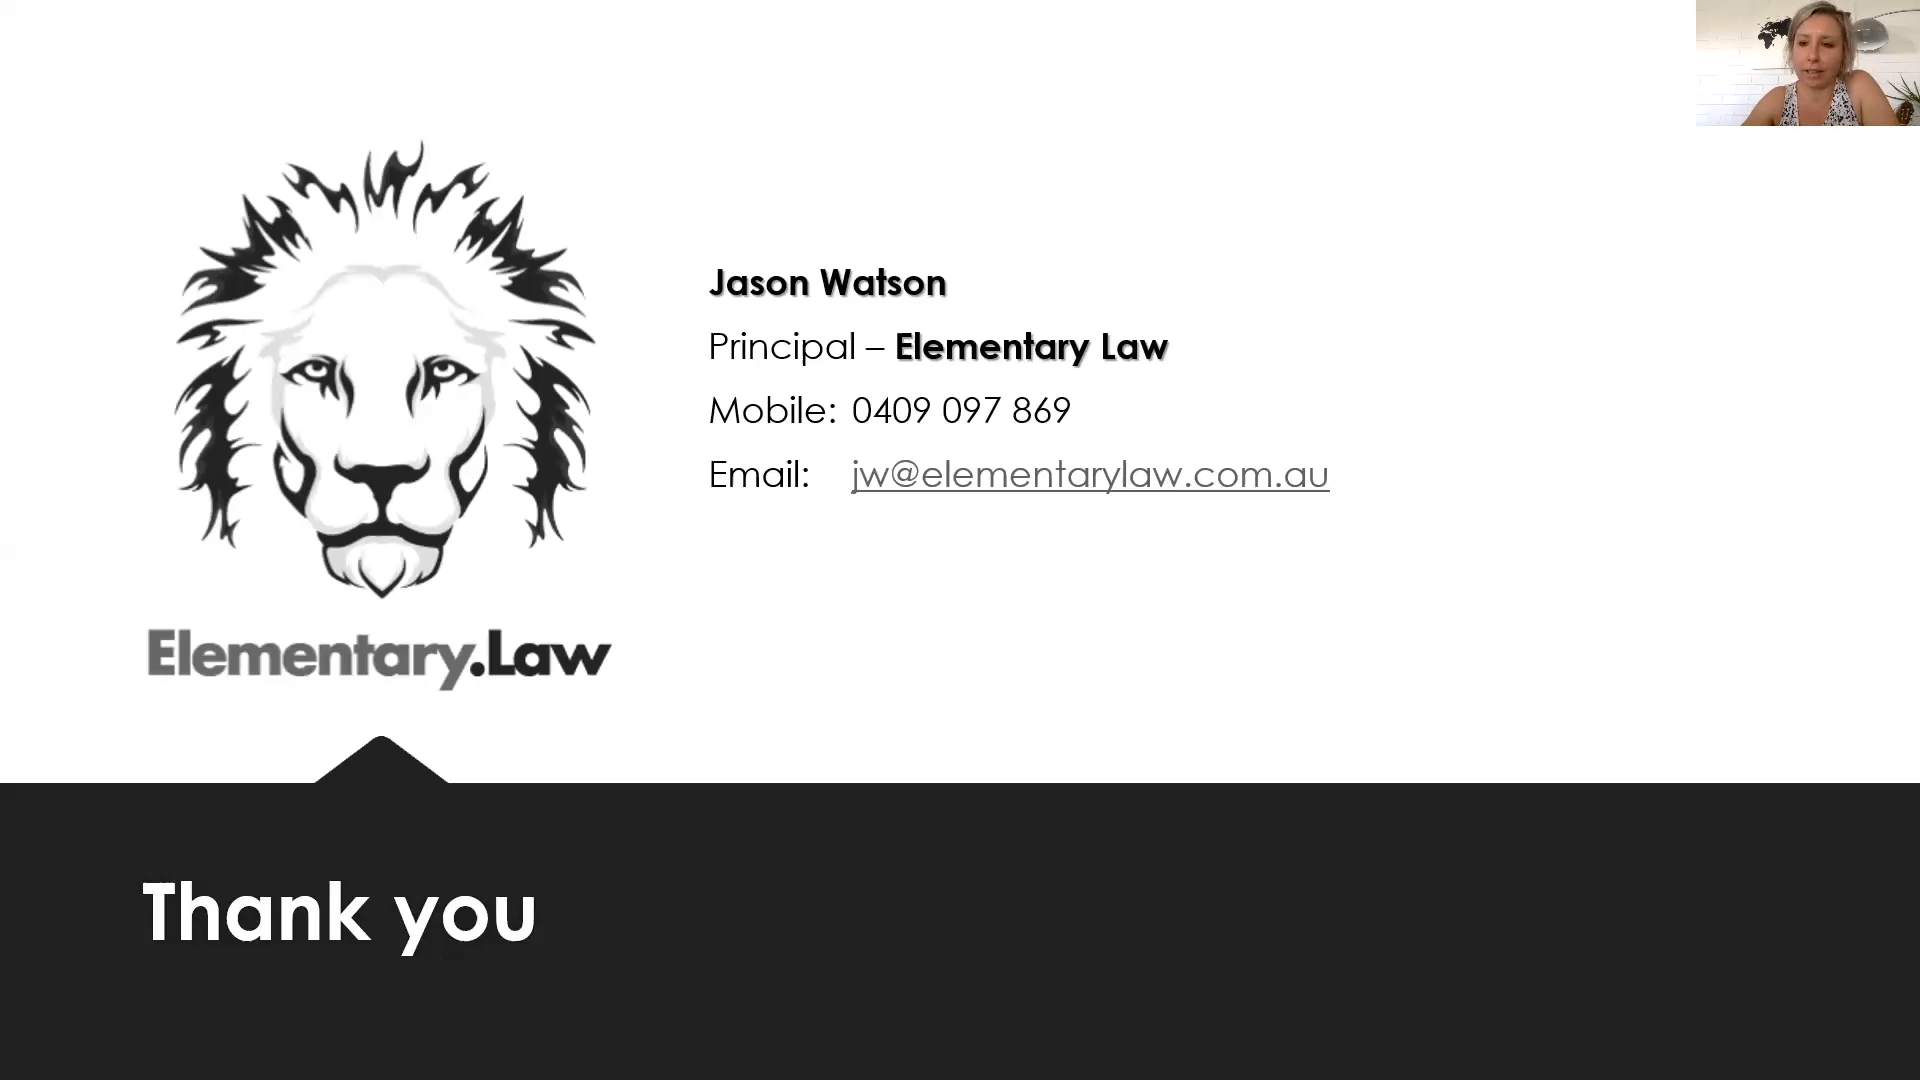 Jason Watson
Principal – Elementary Law
Mobile: 0409 097 869
Email: jw@elementarylaw.com.au
Elementary.Law
Thank you